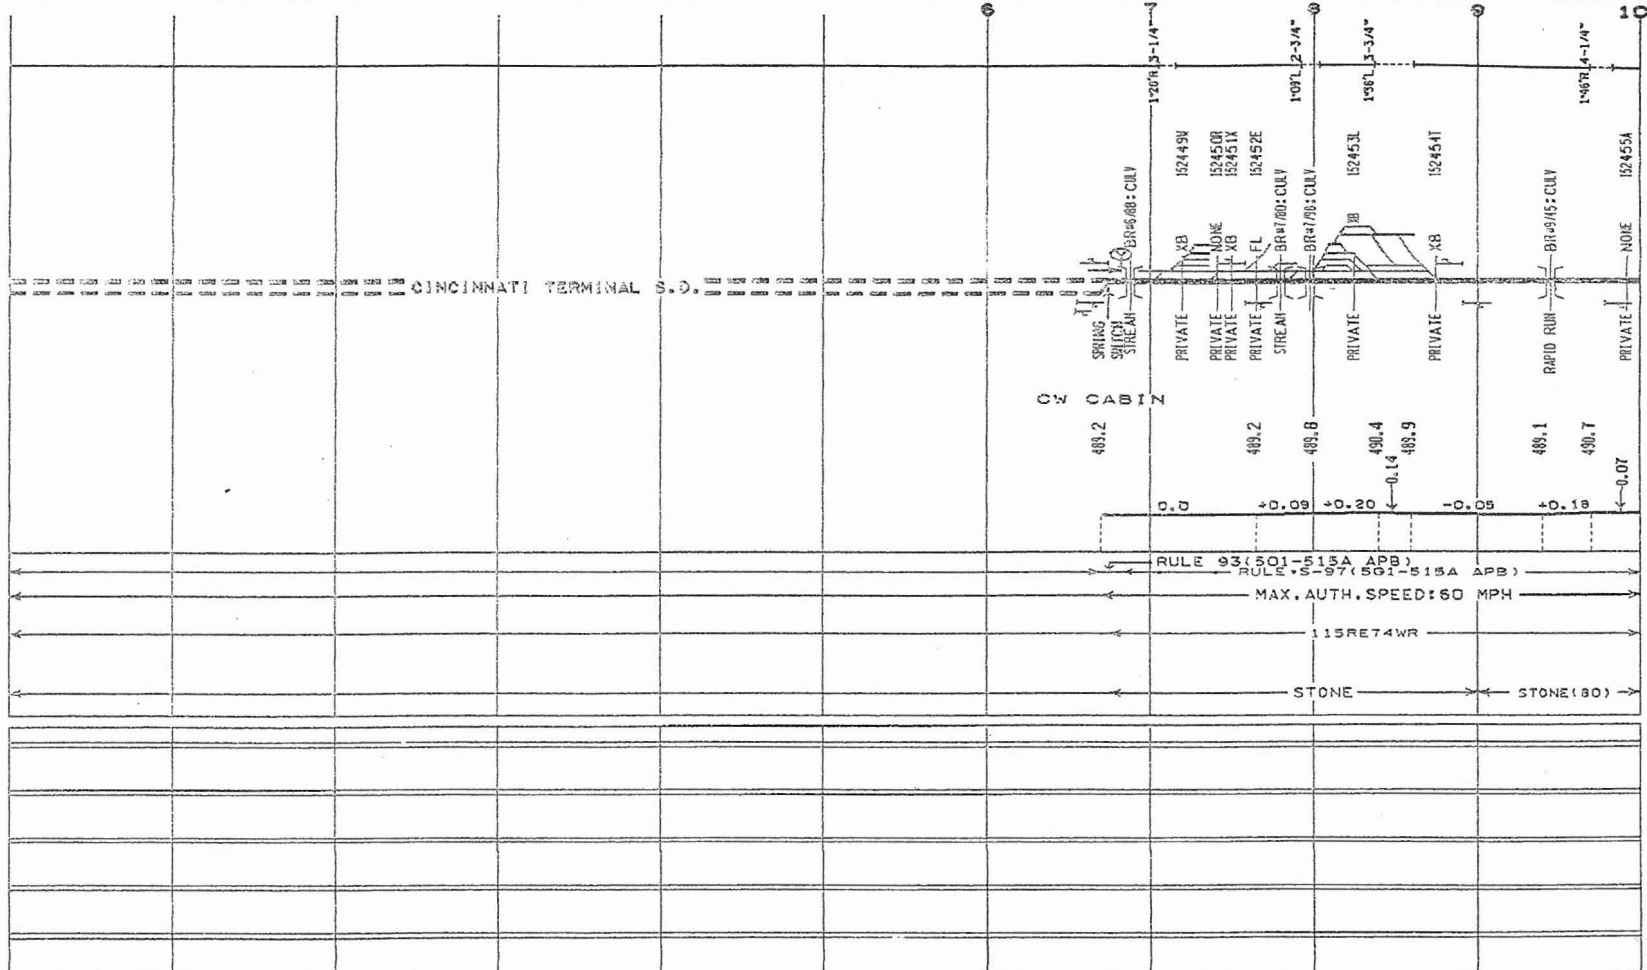 6 7 8 9 10
1°20'R 3-1/4"
1°09'L 2-3/4"
1°36'L 3-3/4"
1°46'R 4-1/4"
152449W
152450R
152451X
152452E
152453L
152454T
152455A
BR#6/88:CULV
XB
NONE
XB
FL
BR#7/80:CULV
BR#7/98:CULV
XB
XB
BR#9/45:CULV
NONE
CINCINNATI TERMINAL S.D.
SPRING
SWITCH
STREAM
PRIVATE
PRIVATE
PRIVATE
PRIVATE
STREAM
PRIVATE
PRIVATE
RAPID RUN
PRIVATE
CW CABIN
489.2
489.2
489.8
490.4
489.9
489.1
490.7
-0.14
-0.07
0.0 +0.09 +0.20 -0.05 +0.18
RULE 93(501-515A APB)
RULE S-97(501-515A APB)
MAX.AUTH.SPEED:60 MPH
115RE74WR
STONE STONE(80)